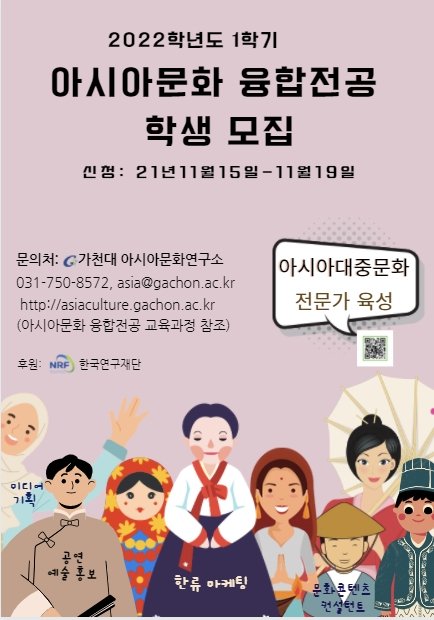 2022학년도 1학기
아시아문화 융합전공
학생 모집
신청: 21년11월15일-11월19일
문의처: 가천대 아시아문화연구소
031-750-8572, asia@gachon.ac.kr
http://asiaculture.gachon.ac.kr
(아시아문화 융합전공 교육과정 참조)
후원: NRF 한국연구재단
아시아대중문화
전문가 육성
미디어
기획
공연
예술 홍보
한류 마케팅
문화콘텐츠
컨설턴트